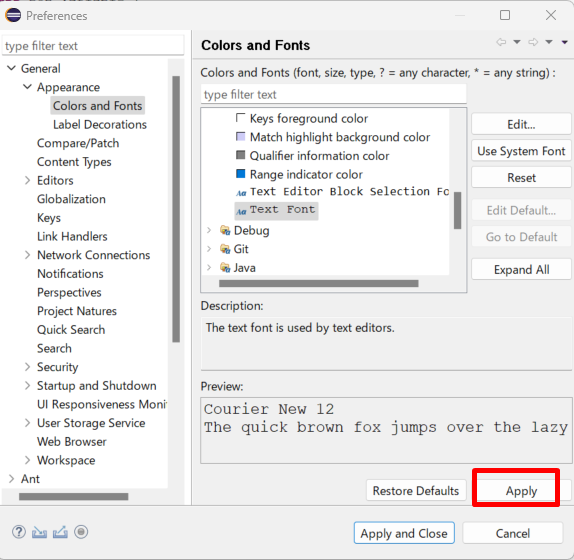 Preferences
type filter text
General
Appearance
Colors and Fonts
Label Decorations
Compare/Patch
Content Types
Editors
Globalization
Keys
Link Handlers
Network Connections
Notifications
Perspectives
Project Natures
Quick Search
Search
Security
Startup and Shutdown
UI Responsiveness Moni
User Storage Service
Web Browser
Workspace
Ant
Colors and Fonts
Colors and Fonts (font, size, type, ? = any character, * = any string) :
type filter text
Keys foreground color
Match highlight background color
Qualifier information color
Range indicator color
Aa Text Editor Block Selection Fo
Aa Text Font
Debug
Git
Java
Edit...
Use System Font
Reset
Edit Default...
Go to Default
Expand All
Description:
The text font is used by text editors.
Preview:
Courier New 12
The quick brown fox jumps over the lazy
Restore Defaults
Apply
Apply and Close
Cancel